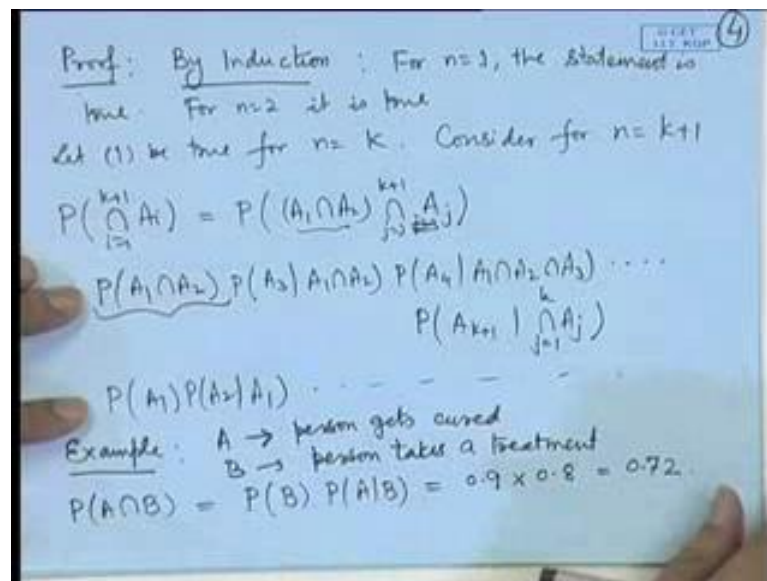 ④
Proof: By Induction : For n=1, the statement is
true. For n=2 it is true
Let (1) be true for n=K. Consider for n=k+1
P(⋂_{i=1}^{k+1} Ai) = P((A₁∩A₂) ⋂_{j=3}^{k+1} Aj)
P(A₁∩A₂) P(A₃|A₁∩A₂) P(A₄|A₁∩A₂∩A₃) ....
P(A_{k+1} | ⋂_{j=1}^{k} Aj)
P(A₁)P(A₂|A₁) . - - - - .
Example : A → person gets cured
B → person takes a treatment
P(A∩B) = P(B) P(A|B) = 0.9 x 0.8 = 0.72.